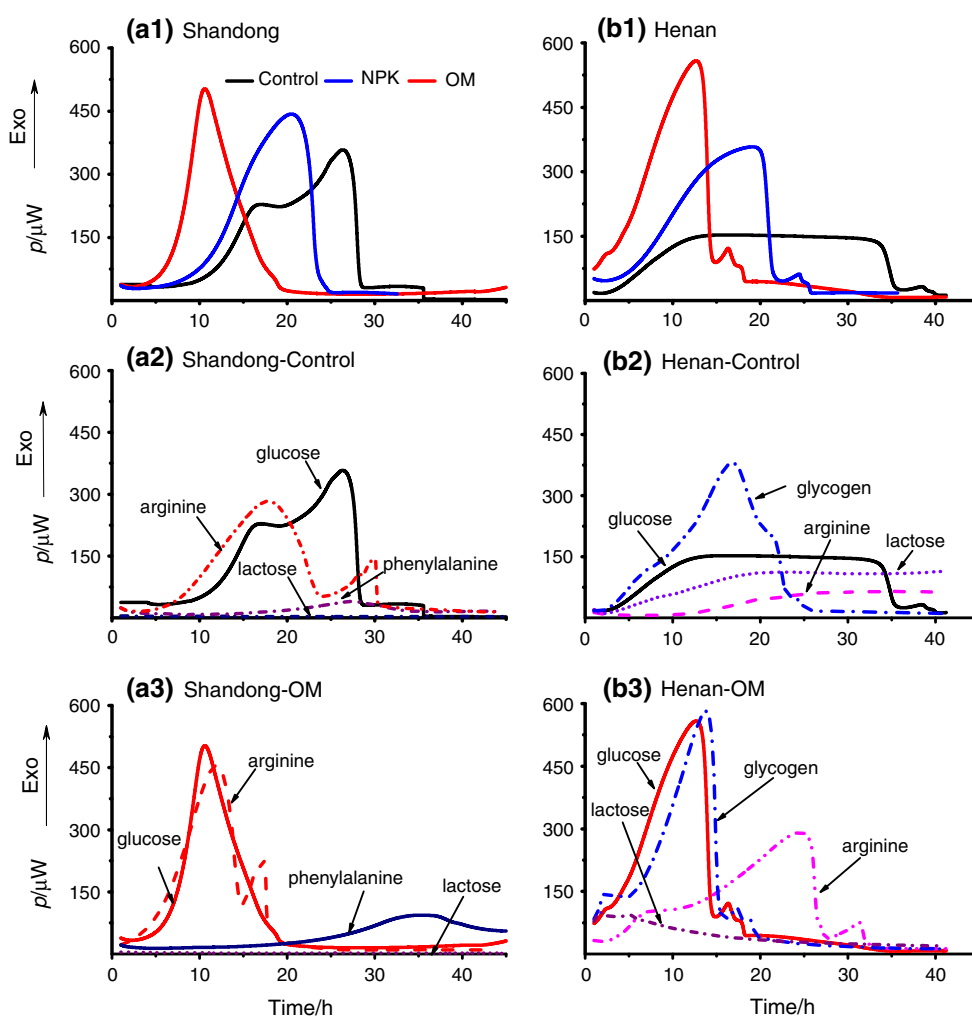 (a1) Shandong
600
450
300
150
0 10 20 30 40
Exo
p/μW
Control NPK OM
(b1) Henan
600
450
300
150
0 10 20 30 40
(a2) Shandong-Control
600
450
300
150
0 10 20 30 40
Exo
p/μW
glucose
arginine
lactose
phenylalanine
(b2) Henan-Control
600
450
300
150
0 10 20 30 40
glycogen
glucose
arginine
lactose
(a3) Shandong-OM
600
450
300
150
0 10 20 30 40
Exo
p/μW
arginine
glucose
phenylalanine
lactose
Time/h
(b3) Henan-OM
600
450
300
150
0 10 20 30 40
glucose
glycogen
lactose
arginine
Time/h